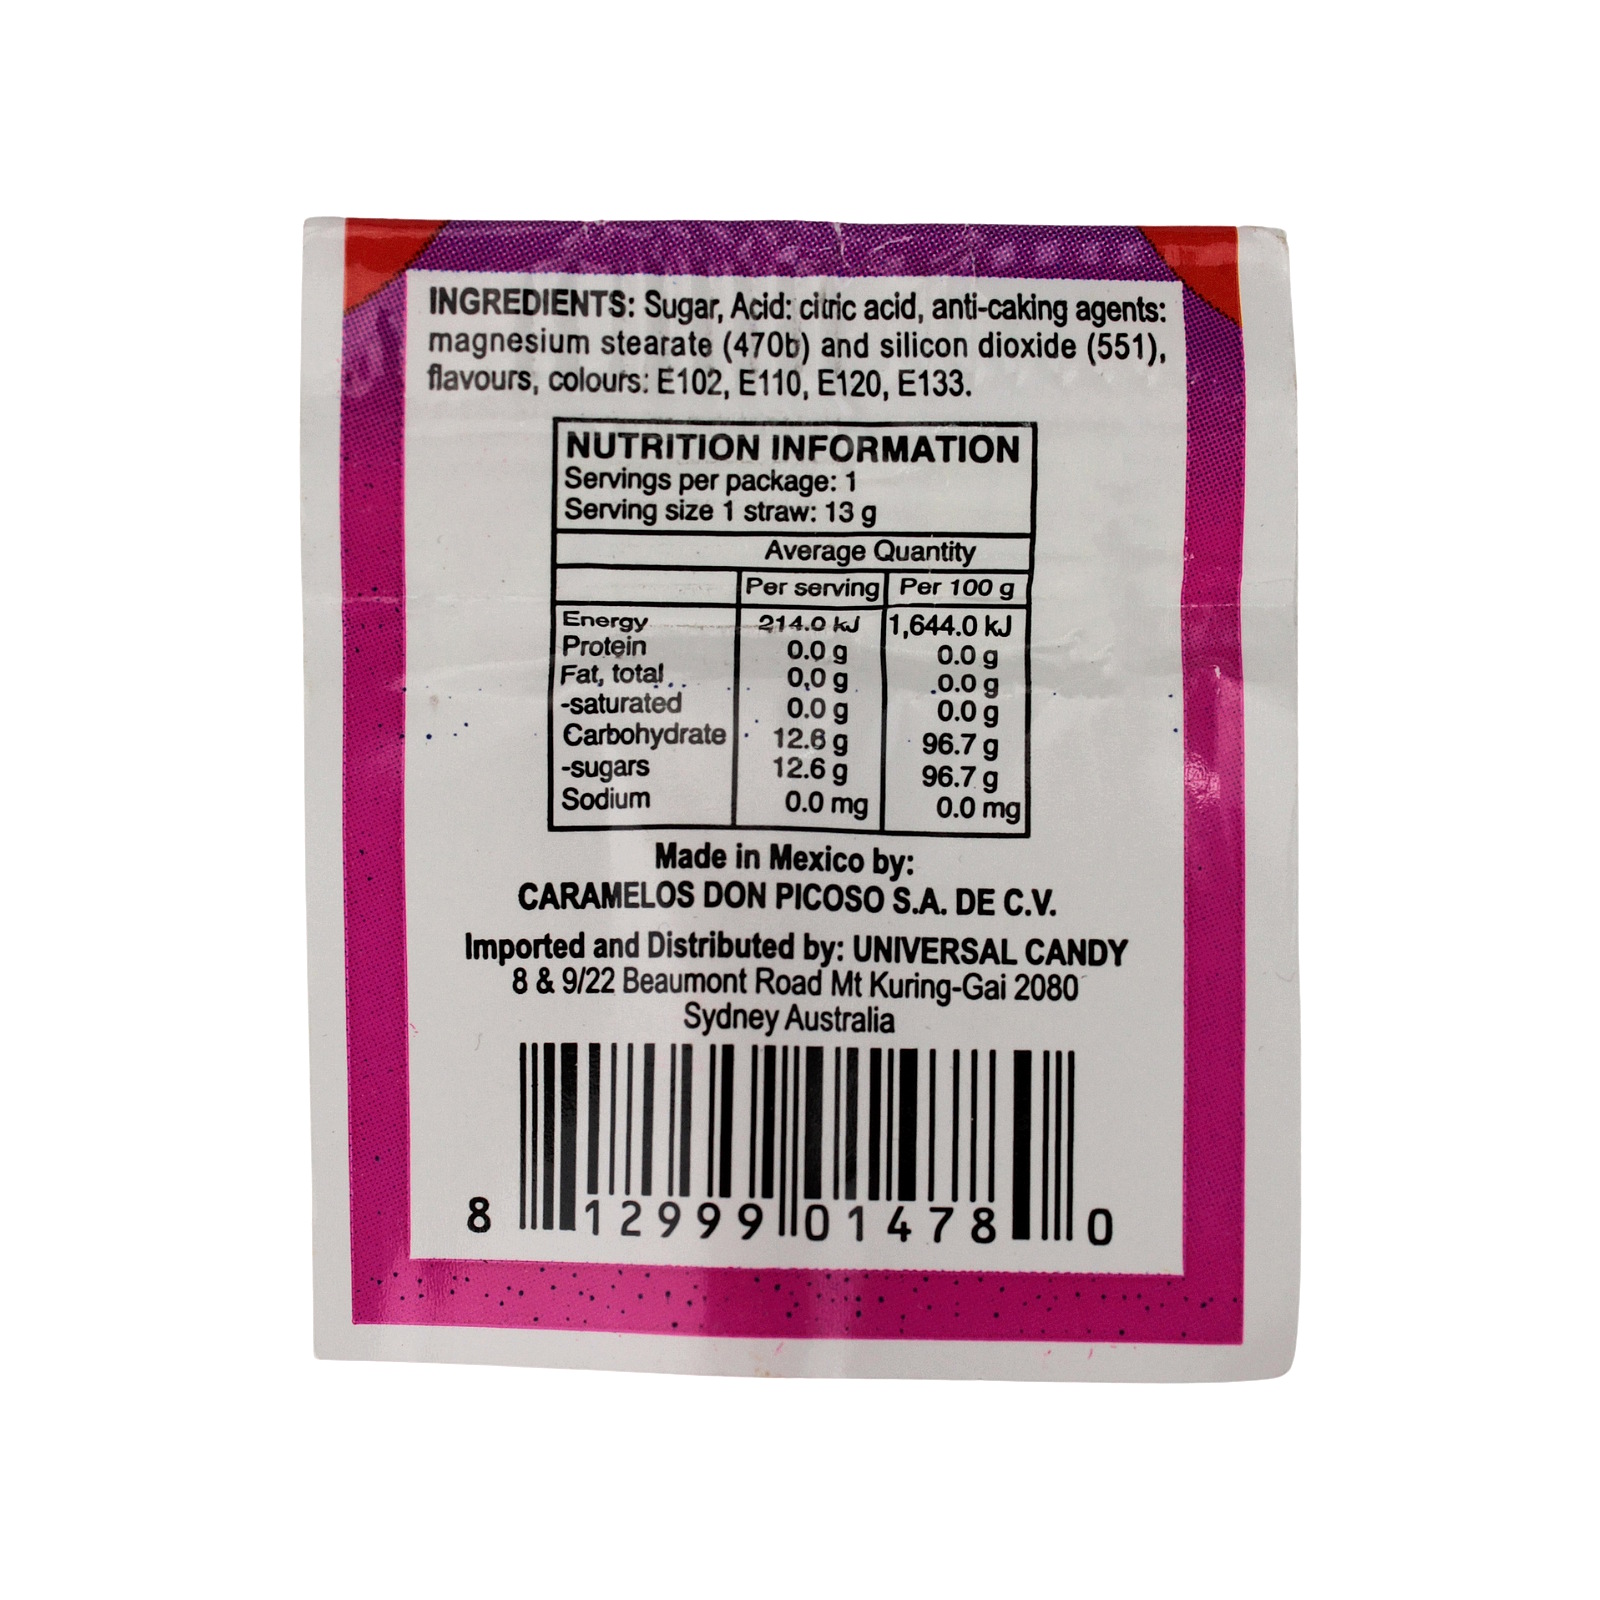 INGREDIENTS: Sugar, Acid: citric acid, anti-caking agents:
magnesium stearate (470b) and silicon dioxide (551),
flavours, colours: E102, E110, E120, E133.
NUTRITION INFORMATION
Servings per package: 1
Serving size 1 straw: 13 g
Average Quantity
Per serving Per 100 g
Energy 214.0 kJ 1,644.0 kJ
Protein 0.0 g 0.0 g
Fat, total 0,0 g 0.0 g
-saturated 0.0 g 0.0 g
Carbohydrate 12.6 g 96.7 g
-sugars 12.6 g 96.7 g
Sodium 0.0 mg 0.0 mg
Made in Mexico by:
CARAMELOS DON PICOSO S.A. DE C.V.
Imported and Distributed by: UNIVERSAL CANDY
8 & 9/22 Beaumont Road Mt Kuring-Gai 2080
Sydney Australia
8 12999 01478 0